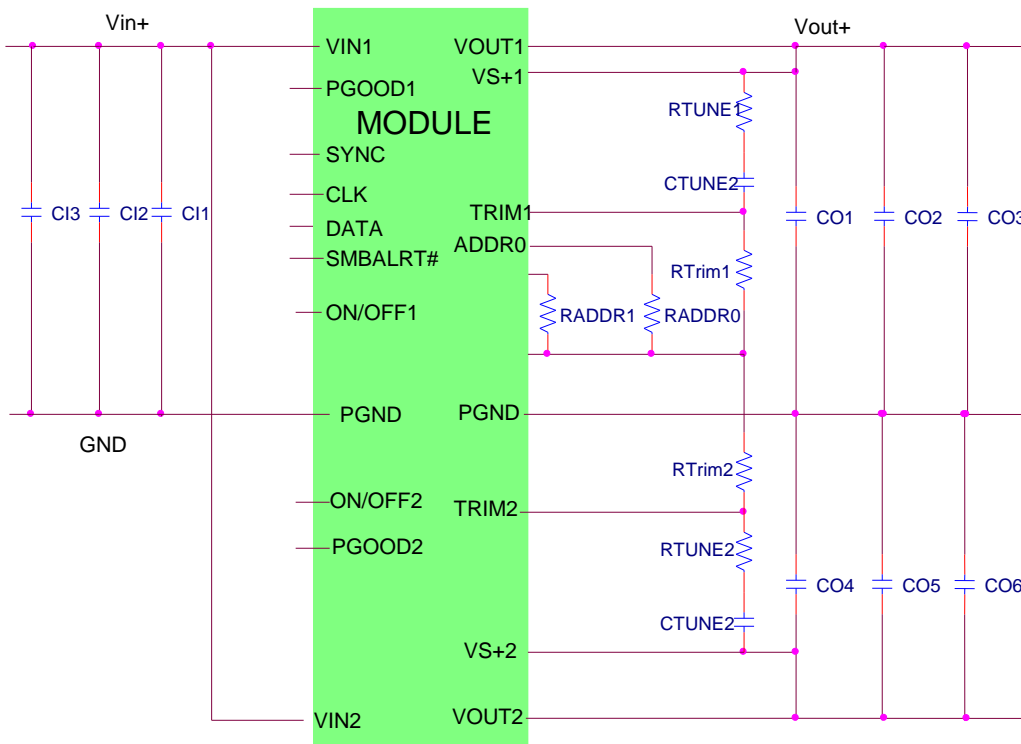 Vin+
Vout+
VIN1
VOUT1
VS+1
PGOOD1
RTUNE1
MODULE
SYNC
CTUNE2
CLK
CI3
CI2
CI1
TRIM1
CO1
CO2
CO3
DATA
ADDR0
SMBALRT#
RTrim1
ON/OFF1
RADDR1
RADDR0
PGND
PGND
GND
RTrim2
ON/OFF2
TRIM2
PGOOD2
RTUNE2
CO4
CO5
CO6
CTUNE2
VS+2
VIN2
VOUT2